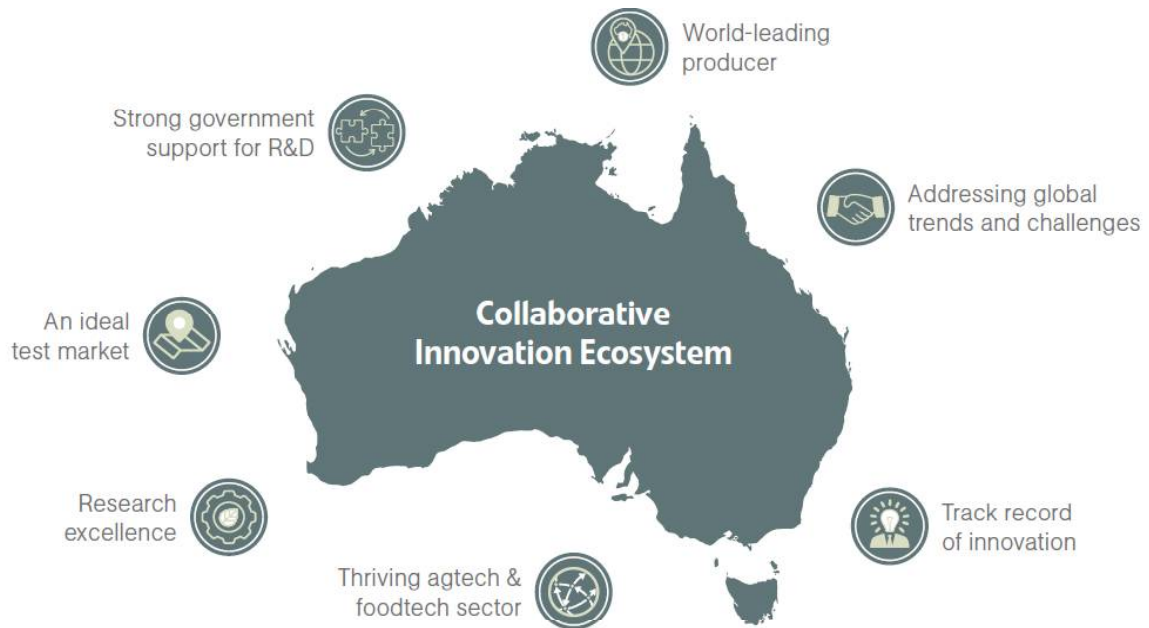 World-leading
producer
Strong government
support for R&D
Addressing global
trends and challenges
Collaborative
Innovation Ecosystem
An ideal
test market
Research
excellence
Track record
of innovation
Thriving agtech &
foodtech sector